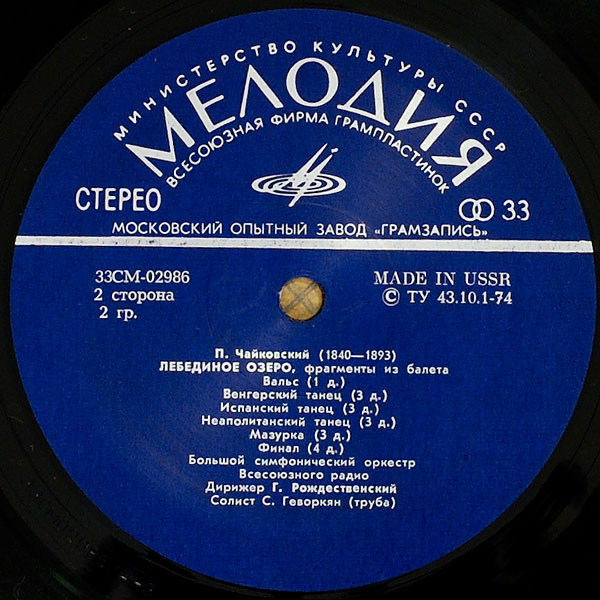 МИНИСТЕРСТВО КУЛЬТУРЫ СССР
МЕЛОДИЯ
ВСЕСОЮЗНАЯ ФИРМА ГРАМПЛАСТИНОК
СТЕРЕО
33
МОСКОВСКИЙ ОПЫТНЫЙ ЗАВОД «ГРАМЗАПИСЬ»
33СМ-02986
2 сторона
2 гр.
MADE IN USSR
© ТУ 43.10.1-74
П. Чайковский (1840—1893)
ЛЕБЕДИНОЕ ОЗЕРО, фрагменты из балета
Вальс (1 д.)
Венгерский танец (3 д.)
Испанский танец (3 д.)
Неаполитанский танец (3 д.)
Мазурка (3 д.)
Финал (4 д.)
Большой симфонический оркестр
Всесоюзного радио
Дирижер Г. Рождественский
Солист С. Геворкян (труба)